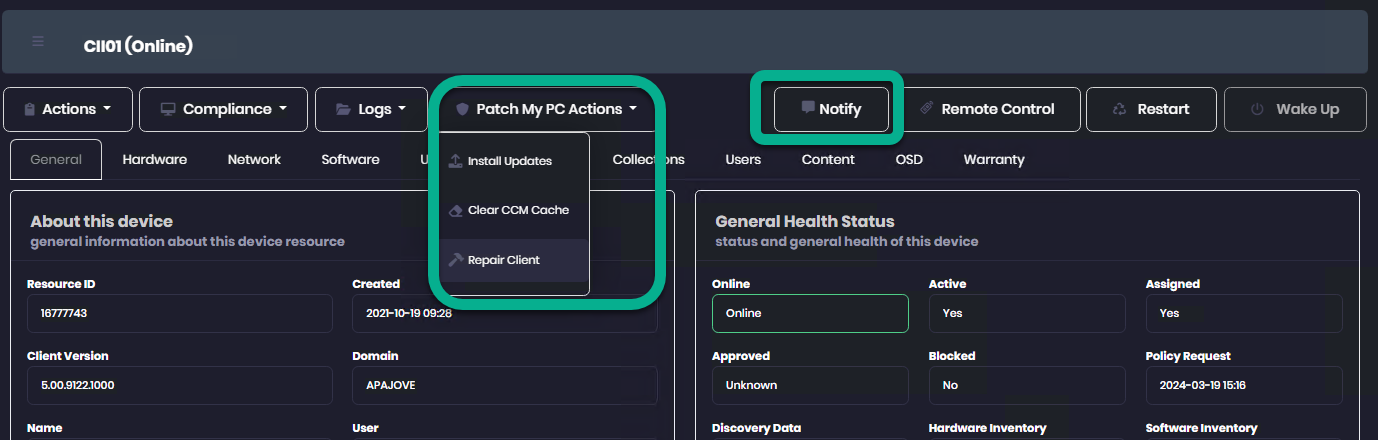 CII01 (Online)
Actions Compliance Logs Patch My PC Actions Notify Remote Control Restart Wake Up
General Hardware Network Software U Collections Users Content OSD Warranty
Install Updates
Clear CCM Cache
Repair Client
About this device
general information about this device resource
Resource ID Created
16777743 2021-10-19 09:28
Client Version Domain
5.00.9122.1000 APAJOVE
Name User
General Health Status
status and general health of this device
Online Active Assigned
Online Yes Yes
Approved Blocked Policy Request
Unknown No 2024-03-19 15:16
Discovery Data Hardware Inventory Software Inventory